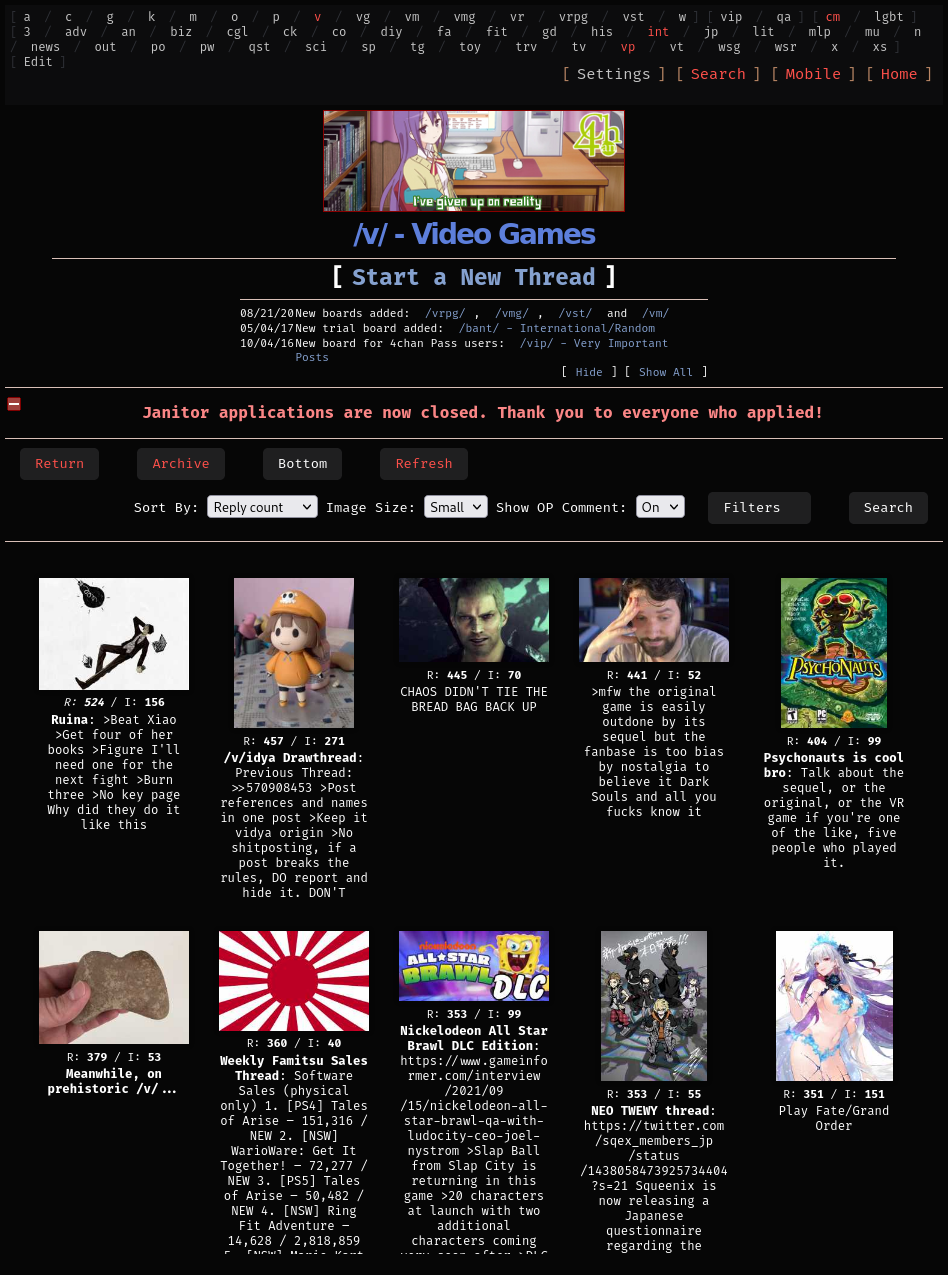 [ a / c / g / k / m / o / p / v / vg / vm / vmg / vr / vrpg / vst / w ] [ vip / qa ] [ cm / lgbt ]
[ 3 / adv / an / biz / cgl / ck / co / diy / fa / fit / gd / his / int / jp / lit / mlp / mu / n
/ news / out / po / pw / qst / sci / sp / tg / toy / trv / tv / vp / vt / wsg / wsr / x / xs ]
[ Edit ]
[ Settings ] [ Search ] [ Mobile ] [ Home ]
4chan
I've given up on reality
/v/ - Video Games
[ Start a New Thread ]
08/21/20 New boards added: /vrpg/ , /vmg/ , /vst/ and /vm/
05/04/17 New trial board added: /bant/ - International/Random
10/04/16 New board for 4chan Pass users: /vip/ - Very Important
Posts
[ Hide ] [ Show All ]
Janitor applications are now closed. Thank you to everyone who applied!
Return Archive Bottom Refresh
Sort By: Reply count Image Size: Small Show OP Comment: On Filters Search
R: 524 / I: 156
Ruina: >Beat Xiao
>Get four of her
books >Figure I'll
need one for the
next fight >Burn
three >No key page
Why did they do it
like this
R: 457 / I: 271
/v/idya Drawthread:
Previous Thread:
>>570908453 >Post
references and names
in one post >Keep it
vidya origin >No
shitposting, if a
post breaks the
rules, DO report and
hide it. DON'T
R: 445 / I: 70
CHAOS DIDN'T TIE THE
BREAD BAG BACK UP
R: 441 / I: 52
>mfw the original
game is easily
outdone by its
sequel but the
fanbase is too bias
by nostalgia to
believe it Dark
Souls and all you
fucks know it
PSYCHONAUTS
PC
R: 404 / I: 99
Psychonauts is cool
bro: Talk about the
sequel, or the
original, or the VR
game if you're one
of the like, five
people who played
it.
R: 379 / I: 53
Meanwhile, on
prehistoric /v/...
R: 360 / I: 40
Weekly Famitsu Sales
Thread: Software
Sales (physical
only) 1. [PS4] Tales
of Arise – 151,316 /
NEW 2. [NSW]
WarioWare: Get It
Together! – 72,277 /
NEW 3. [PS5] Tales
of Arise – 50,482 /
NEW 4. [NSW] Ring
Fit Adventure –
14,628 / 2,818,859
5. [NSW] Mario Kart
nickelodeon
ALL★STAR
BRAWL DLC
R: 353 / I: 99
Nickelodeon All Star
Brawl DLC Edition:
https://www.gameinfo
rmer.com/interview
/2021/09
/15/nickelodeon-all-
star-brawl-qa-with-
ludocity-ceo-joel-
nystrom >Slap Ball
from Slap City is
returning in this
game >20 characters
at launch with two
additional
characters coming
very soon after >DLC
R: 353 / I: 55
NEO TWEWY thread:
https://twitter.com
/sqex_members_jp
/status
/1438058473925734404
?s=21 Squeenix is
now releasing a
Japanese
questionnaire
regarding the
R: 351 / I: 151
Play Fate/Grand
Order